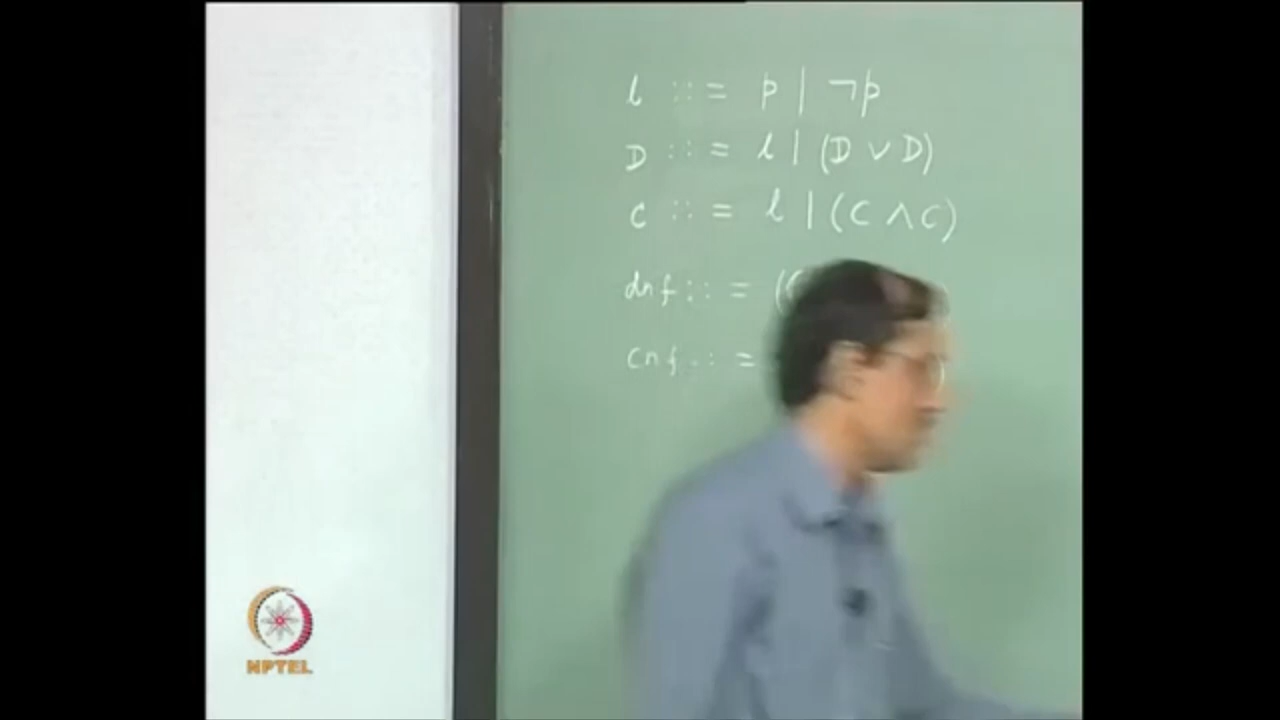 l ::= p | ¬p
D ::= l | (D ∨ D)
C ::= l | (C ∧ C)
dnf ::= (
cnf ::=
NPTEL